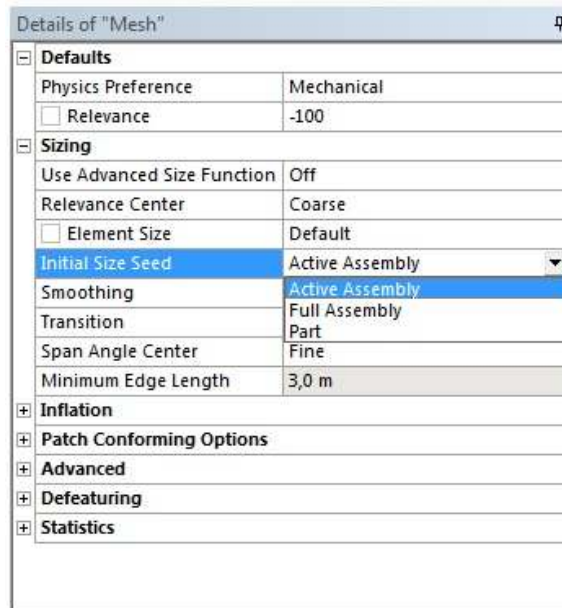 Details of "Mesh"
Defaults
Physics Preference Mechanical
Relevance -100
Sizing
Use Advanced Size Function Off
Relevance Center Coarse
Element Size Default
Initial Size Seed Active Assembly
Smoothing Active Assembly
Full Assembly
Transition
Part
Span Angle Center Fine
Minimum Edge Length 3,0 m
Inflation
Patch Conforming Options
Advanced
Defeaturing
Statistics